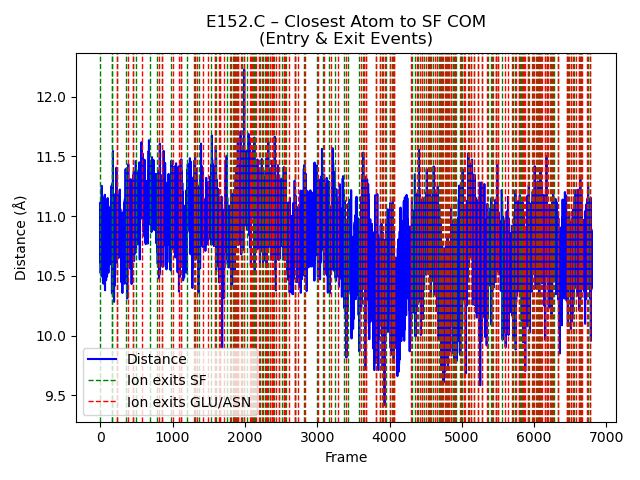 E152.C – Closest Atom to SF COM
(Entry & Exit Events)
Distance (Å)
12.0
11.5
11.0
10.5
10.0
9.5
Distance
Ion exits SF
Ion exits GLU/ASN
0 1000 2000 3000 4000 5000 6000 7000
Frame